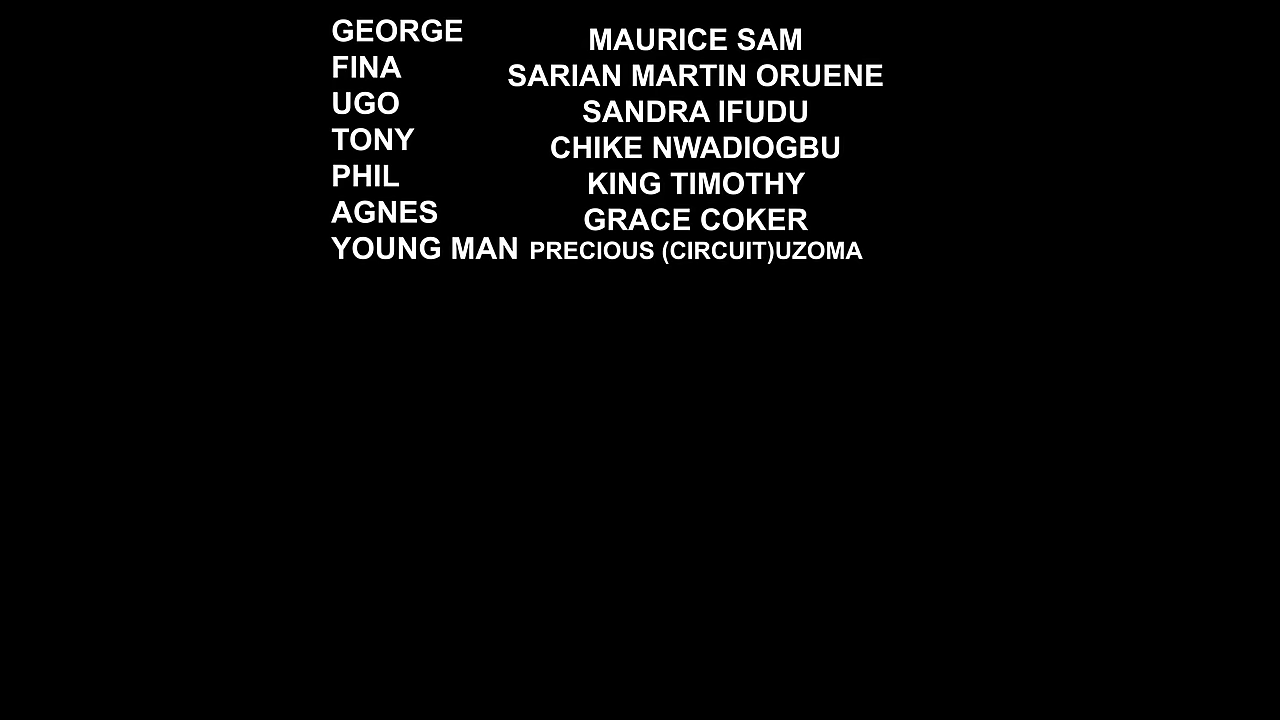 GEORGE MAURICE SAM
FINA SARIAN MARTIN ORUENE
UGO SANDRA IFUDU
TONY CHIKE NWADIOGBU
PHIL KING TIMOTHY
AGNES GRACE COKER
YOUNG MAN PRECIOUS (CIRCUIT)UZOMA